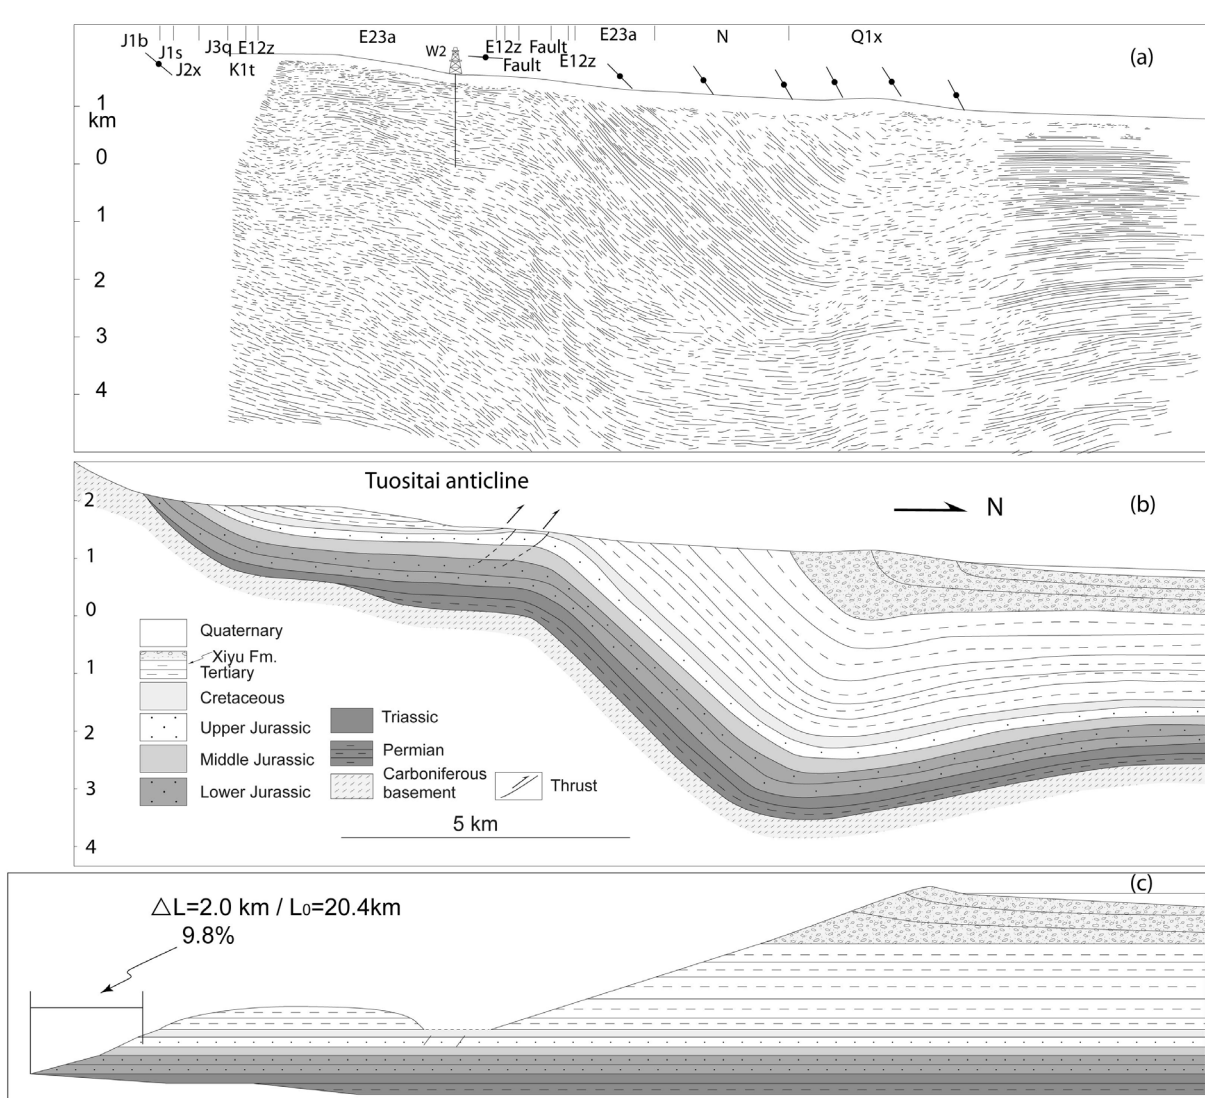 J1b
J1s
J2x
J3q
E12z
K1t
E23a
W2
E12z
Fault
Fault
E12z
E23a
N
Q1x
(a)
1
km
0
1
2
3
4
Tuositai anticline
N
(b)
2
1
0
1
2
3
4
Quaternary
Xiyu Fm.
Tertiary
Cretaceous
Upper Jurassic
Middle Jurassic
Lower Jurassic
Triassic
Permian
Carboniferous
basement
Thrust
5 km
(c)
△L=2.0 km / L0=20.4km
9.8%